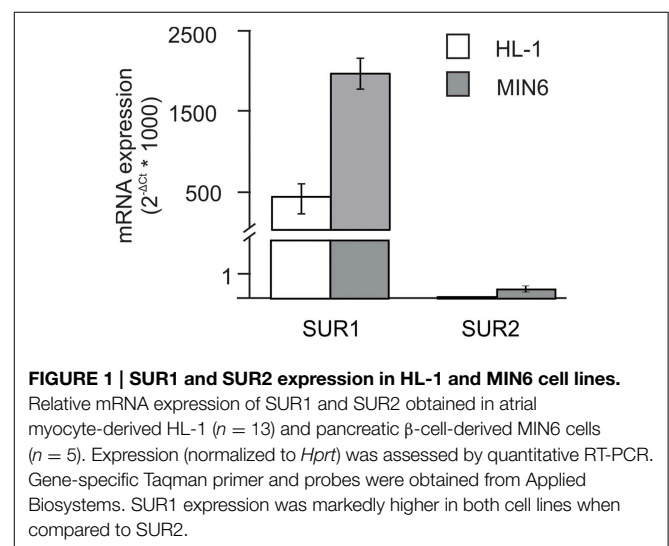 2500
1500
500
1
mRNA expression
(2^-ΔCt * 1000)
HL-1
MIN6
SUR1
SUR2
FIGURE 1 | SUR1 and SUR2 expression in HL-1 and MIN6 cell lines.
Relative mRNA expression of SUR1 and SUR2 obtained in atrial
myocyte-derived HL-1 (n = 13) and pancreatic β-cell-derived MIN6 cells
(n = 5). Expression (normalized to Hprt) was assessed by quantitative RT-PCR.
Gene-specific Taqman primer and probes were obtained from Applied
Biosystems. SUR1 expression was markedly higher in both cell lines when
compared to SUR2.